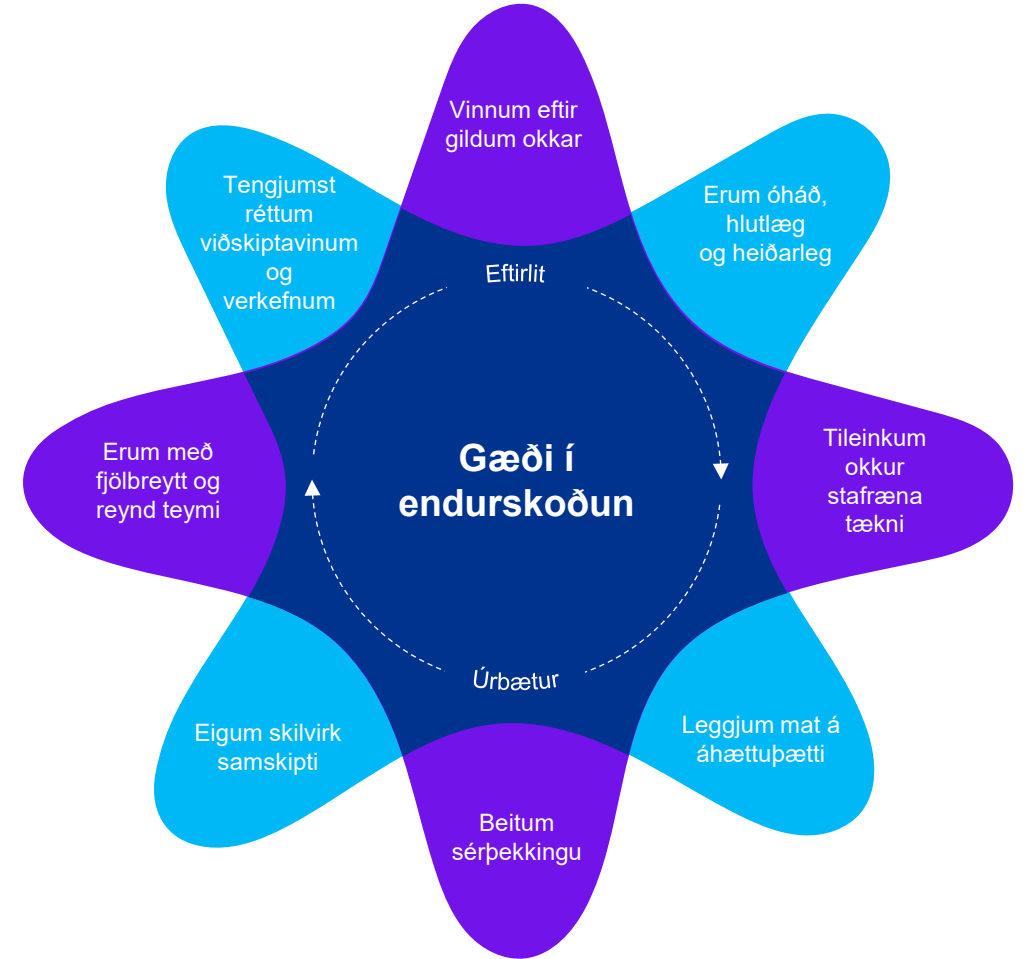 Vinnum eftir
gildum okkar
Erum óháð,
hlutlæg
og heiðarleg
Tileinkum
okkur
stafræna
tækni
Leggjum mat á
áhættuþætti
Beitum
sérþekkingu
Eigum skilvirk
samskipti
Erum með
fjölbreytt og
reynd teymi
Tengjumst
réttum
viðskiptavinum
og
verkefnum
Eftirlit
Gæði í
endurskoðun
Úrbætur